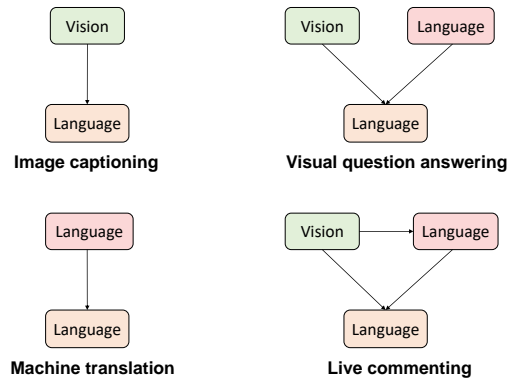 Vision
Language
Image captioning
Vision
Language
Language
Visual question answering
Language
Language
Machine translation
Vision
Language
Language
Live commenting